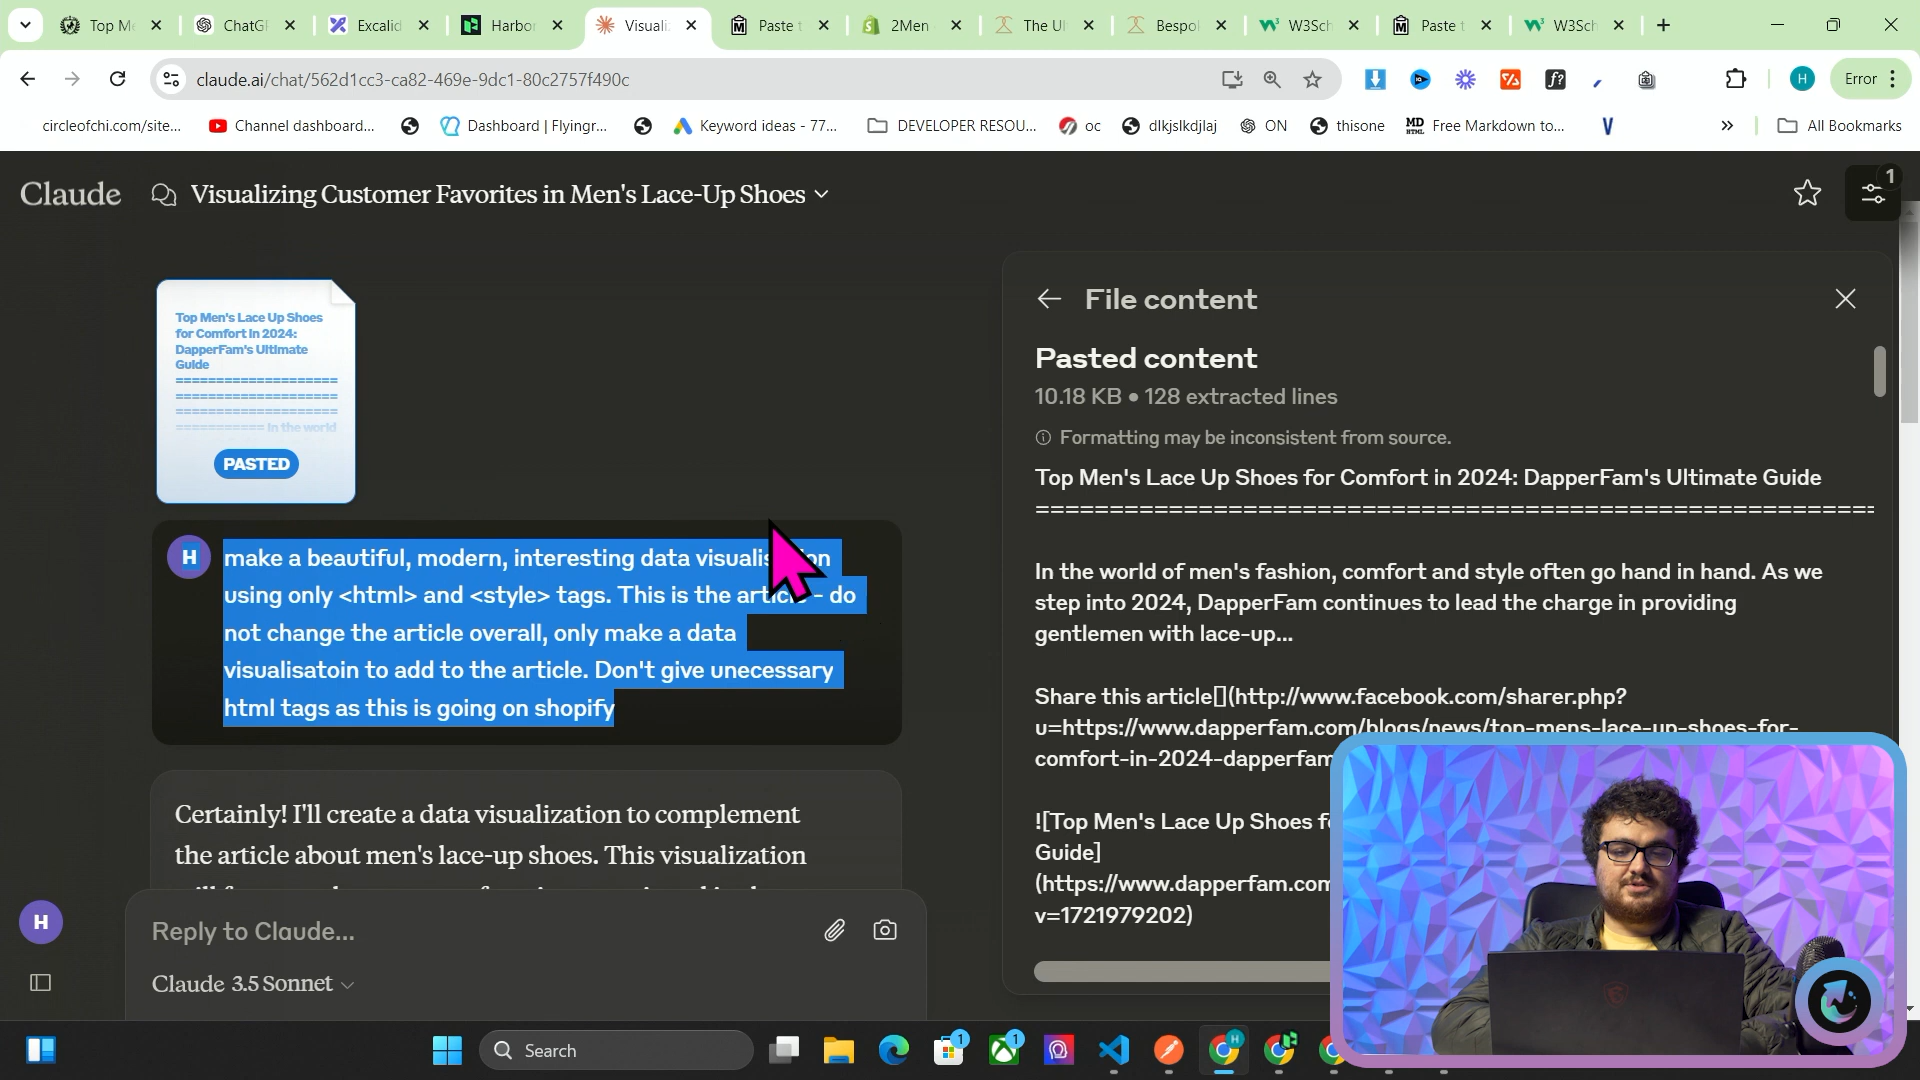 Top Me
ChatGP
Excalid
Harbor
Visuali
Paste t
2Men
The Ul
Bespo
W3Sch
Paste t
W3Sch
claude.ai/chat/562d1cc3-ca82-469e-9dc1-80c2757f490c
H
Error
circleofchi.com/site...
Channel dashboard...
Dashboard | Flyingr...
Keyword ideas - 77...
DEVELOPER RESOU...
oc
dlkjslkdjlaj
ON
thisone
Free Markdown to...
All Bookmarks
Claude
Visualizing Customer Favorites in Men's Lace-Up Shoes
1
Top Men's Lace Up Shoes
for Comfort in 2024:
DapperFam's Ultimate
Guide
====================
====================
====================
=========== In the world
PASTED
H
make a beautiful, modern, interesting data
using only <html> and <style> tags. This is the - do
not change the article overall, only make a data
visualisatoin to add to the article. Don't give unecessary
html tags as this is going on shopify
Certainly! I'll create a data visualization to complement
the article about men's lace-up shoes. This visualization
Reply to Claude...
Claude 3.5 Sonnet
H
File content
Pasted content
10.18 KB • 128 extracted lines
Formatting may be inconsistent from source.
Top Men's Lace Up Shoes for Comfort in 2024: DapperFam's Ultimate Guide
==========================================================
In the world of men's fashion, comfort and style often go hand in hand. As we
step into 2024, DapperFam continues to lead the charge in providing
gentlemen with lace-up...
Share this article[](http://www.facebook.com/sharer.php?
u=https://www.dapperfam.com/blogs/news/top-mens-lace-up-shoes-for-
comfort-in-2024-dapperfam
![Top Men's Lace Up Shoes
Guide]
(https://www.dapperfam.com
v=1721979202)
Search
1
1